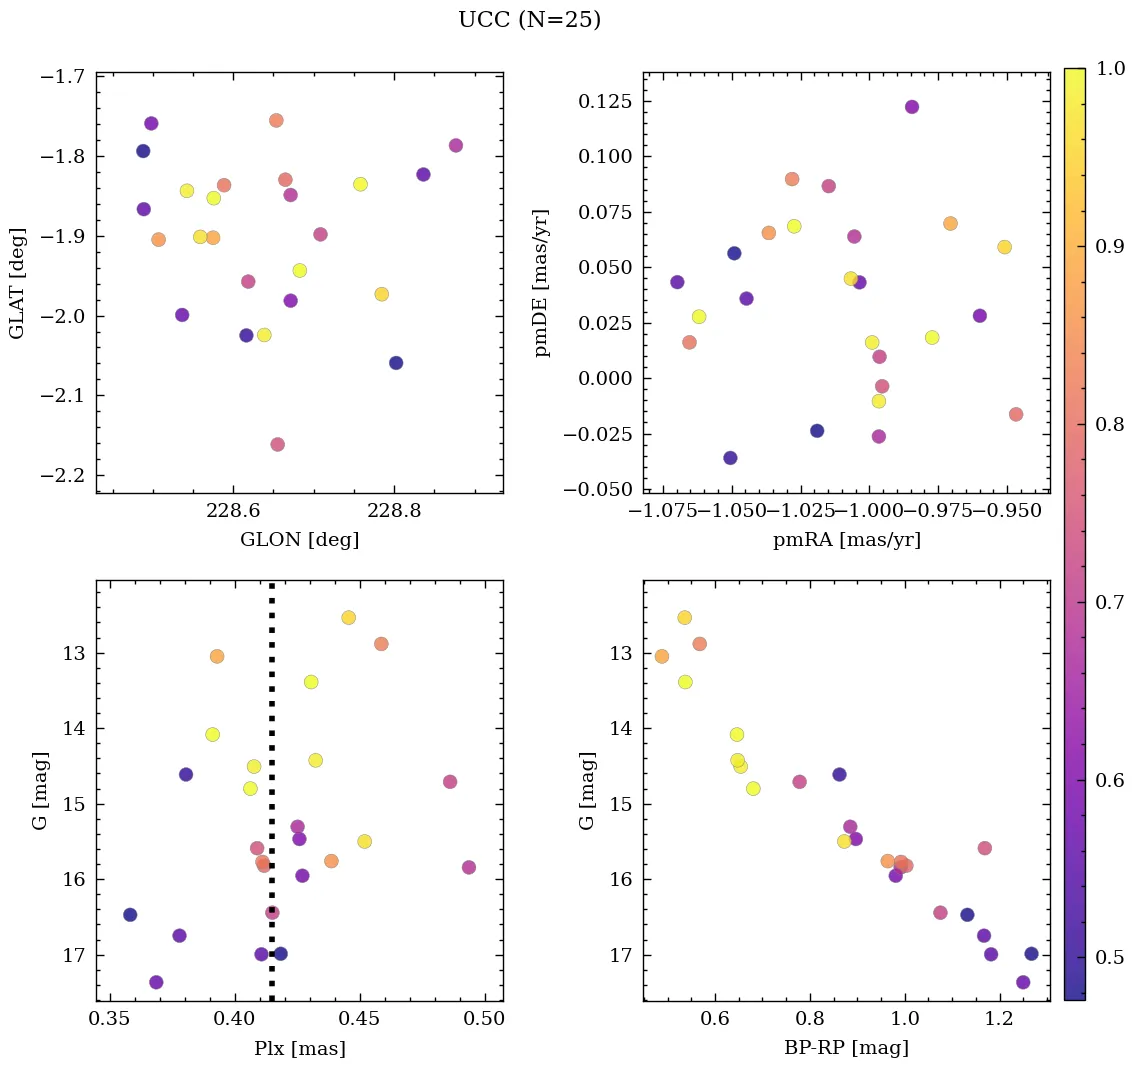 UCC (N=25)
−1.7
−1.8
−1.9
−2.0
−2.1
−2.2
GLAT [deg]
228.6 228.8
GLON [deg]
0.125
0.100
0.075
0.050
0.025
0.000
−0.025
−0.050
pmDE [mas/yr]
−1.075 −1.050 −1.025 −1.000 −0.975 −0.950
pmRA [mas/yr]
1.0
0.9
0.8
0.7
0.6
0.5
13
14
15
16
17
G [mag]
0.35 0.40 0.45 0.50
Plx [mas]
13
14
15
16
17
G [mag]
0.6 0.8 1.0 1.2
BP-RP [mag]